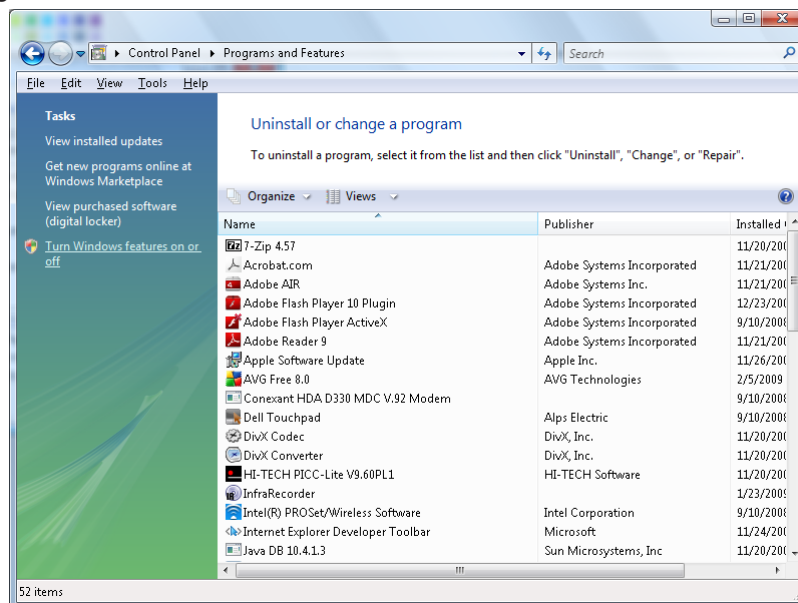 Control Panel ▸ Programs and Features
Search
File Edit View Tools Help
Tasks
View installed updates
Get new programs online at
Windows Marketplace
View purchased software
(digital locker)
Turn Windows features on or
off
Uninstall or change a program
To uninstall a program, select it from the list and then click "Uninstall", "Change", or "Repair".
Organize Views
Name Publisher Installed
7-Zip 4.57 11/20/200
Acrobat.com Adobe Systems Incorporated 11/21/200
Adobe AIR Adobe Systems Inc. 11/21/200
Adobe Flash Player 10 Plugin Adobe Systems Incorporated 12/23/200
Adobe Flash Player ActiveX Adobe Systems Incorporated 9/10/2008
Adobe Reader 9 Adobe Systems Incorporated 11/21/200
Apple Software Update Apple Inc. 11/26/200
AVG Free 8.0 AVG Technologies 2/5/2009
Conexant HDA D330 MDC V.92 Modem 9/10/2008
Dell Touchpad Alps Electric 9/10/2008
DivX Codec DivX, Inc. 11/20/200
DivX Converter DivX, Inc. 11/20/200
HI-TECH PICC-Lite V9.60PL1 HI-TECH Software 11/20/200
InfraRecorder 1/23/2009
Intel(R) PROSet/Wireless Software Intel Corporation 9/10/2008
Internet Explorer Developer Toolbar Microsoft 11/24/200
Java DB 10.4.1.3 Sun Microsystems, Inc 11/20/200
52 items